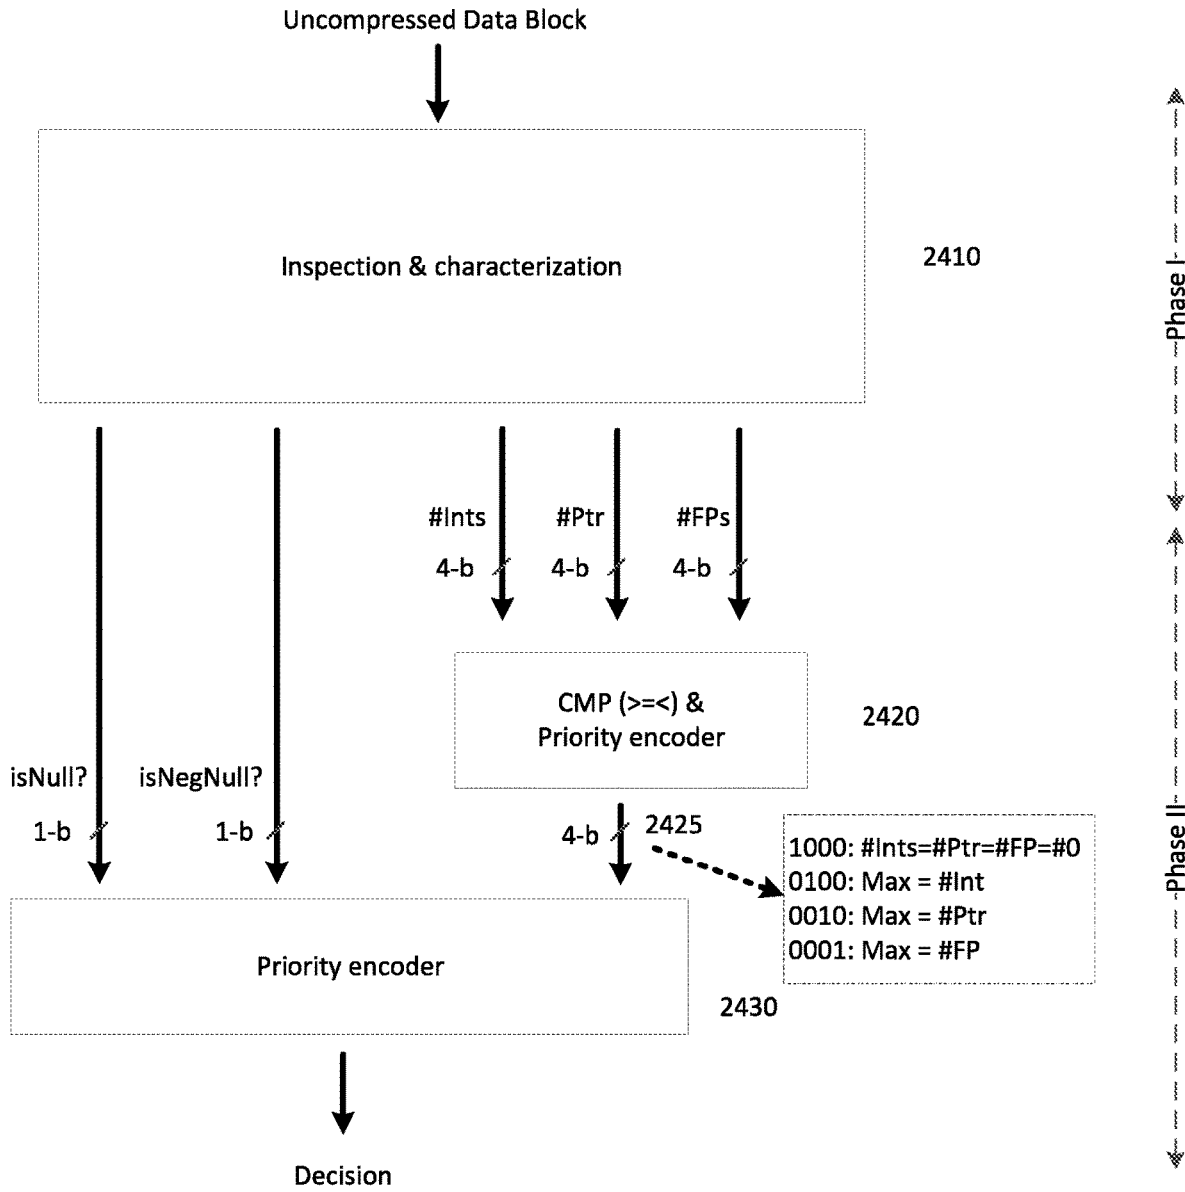 Uncompressed Data Block
Inspection & characterization
2410
Phase I
#Ints
#Ptr
#FPs
4-b
4-b
4-b
CMP (>=<) &
Priority encoder
2420
isNull?
isNegNull?
1-b
1-b
4-b
2425
1000: #Ints=#Ptr=#FP=#0
0100: Max = #Int
0010: Max = #Ptr
0001: Max = #FP
Phase II
Priority encoder
2430
Decision